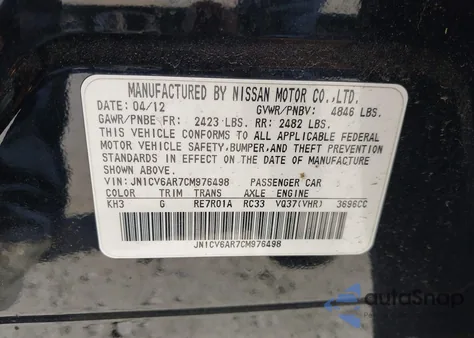 MANUFACTURED BY NISSAN MOTOR CO.,LTD.
DATE: 04/12 GVWR/PNBV: 4846 LBS.
GAWR/PNBE FR: 2423 LBS. RR: 2482 LBS.
THIS VEHICLE CONFORMS TO ALL APPLICABLE FEDERAL
MOTOR VEHICLE SAFETY,BUMPER,AND THEFT PREVENTION
STANDARDS IN EFFECT ON THE DATE OF MANUFACTURE
SHOWN ABOVE.
VIN:JN1CV6AR7CM976498 PASSENGER CAR
COLOR TRIM TRANS AXLE ENGINE
KH3 G RE7R01A RC33 VQ37(VHR) 3696CC
JN1CV6AR7CM976498
autoSnap